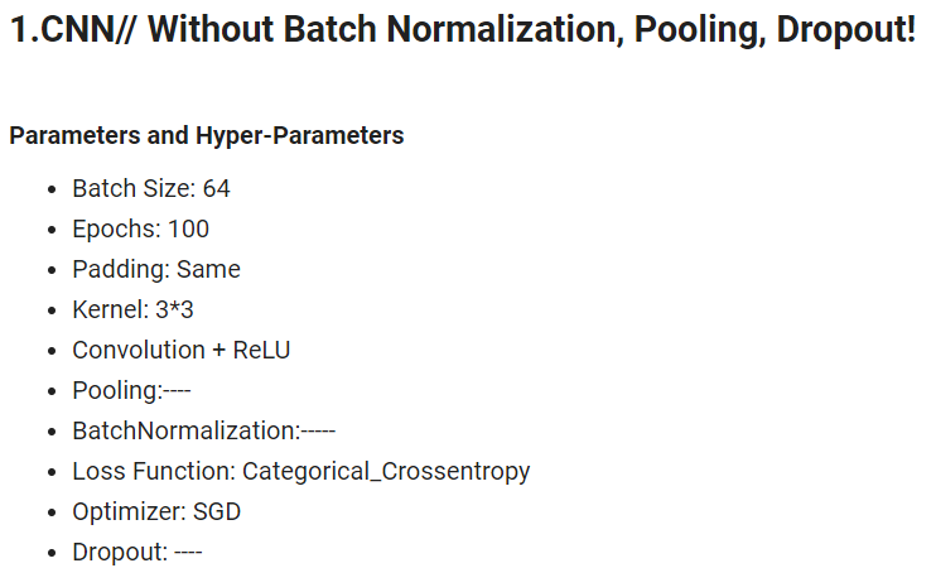 1.CNN// Without Batch Normalization, Pooling, Dropout!
Parameters and Hyper-Parameters
• Batch Size: 64
• Epochs: 100
• Padding: Same
• Kernel: 3*3
• Convolution + ReLU
• Pooling:----
• BatchNormalization:-----
• Loss Function: Categorical_Crossentropy
• Optimizer: SGD
• Dropout: ----